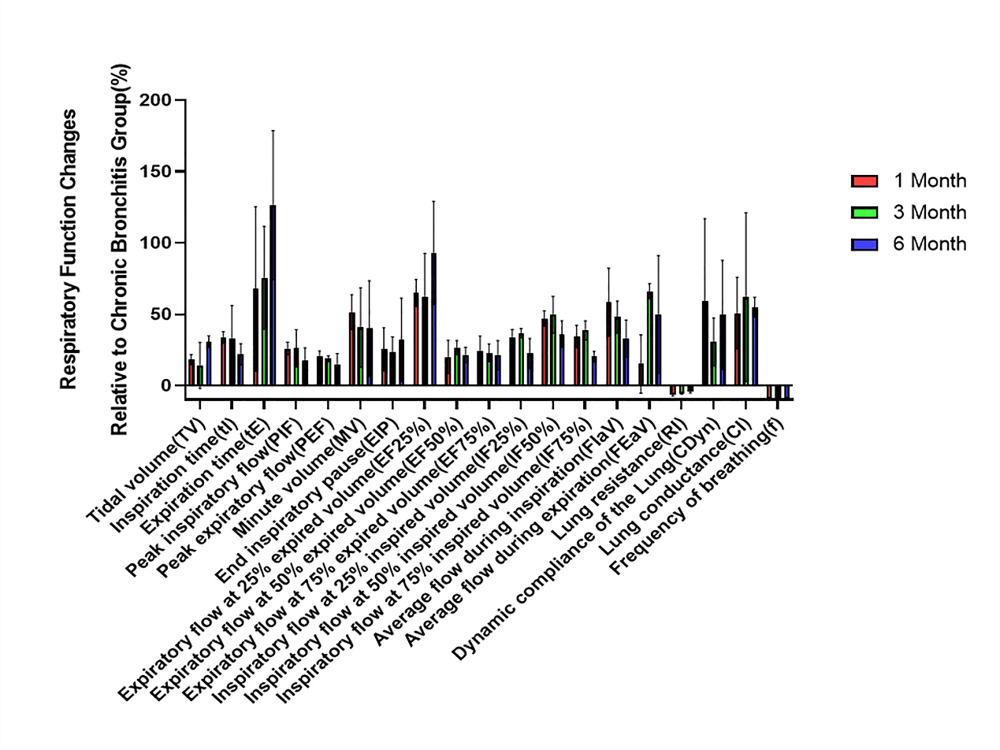 Respiratory Function Changes
Relative to Chronic Bronchitis Group(%)
200
150
100
50
0
1 Month
3 Month
6 Month
Tidal volume(TV)
Inspiration time(tI)
Expiration time(tE)
Peak inspiratory flow(PIF)
Peak expiratory flow(PEF)
Minute volume(MV)
End inspiratory pause(EIP)
Expiratory flow at 25% expired volume(EF25%)
Expiratory flow at 50% expired volume(EF50%)
Expiratory flow at 75% expired volume(EF75%)
Inspiratory flow at 25% inspired volume(IF25%)
Inspiratory flow at 50% inspired volume(IF50%)
Inspiratory flow at 75% inspired volume(IF75%)
Average flow during inspiration(FIaV)
Average flow during expiration(FEaV)
Lung resistance(RI)
Dynamic compliance of the Lung(CDyn)
Lung conductance(CI)
Frequency of breathing(f)